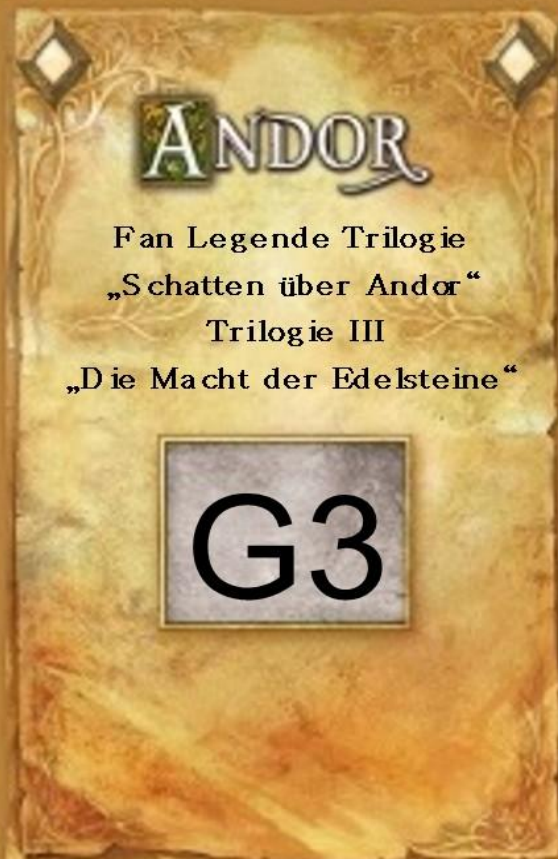 ANDOR
Fan Legende Trilogie
„Schatten über Andor“
Trilogie III
„Die Macht der Edelsteine“
G3